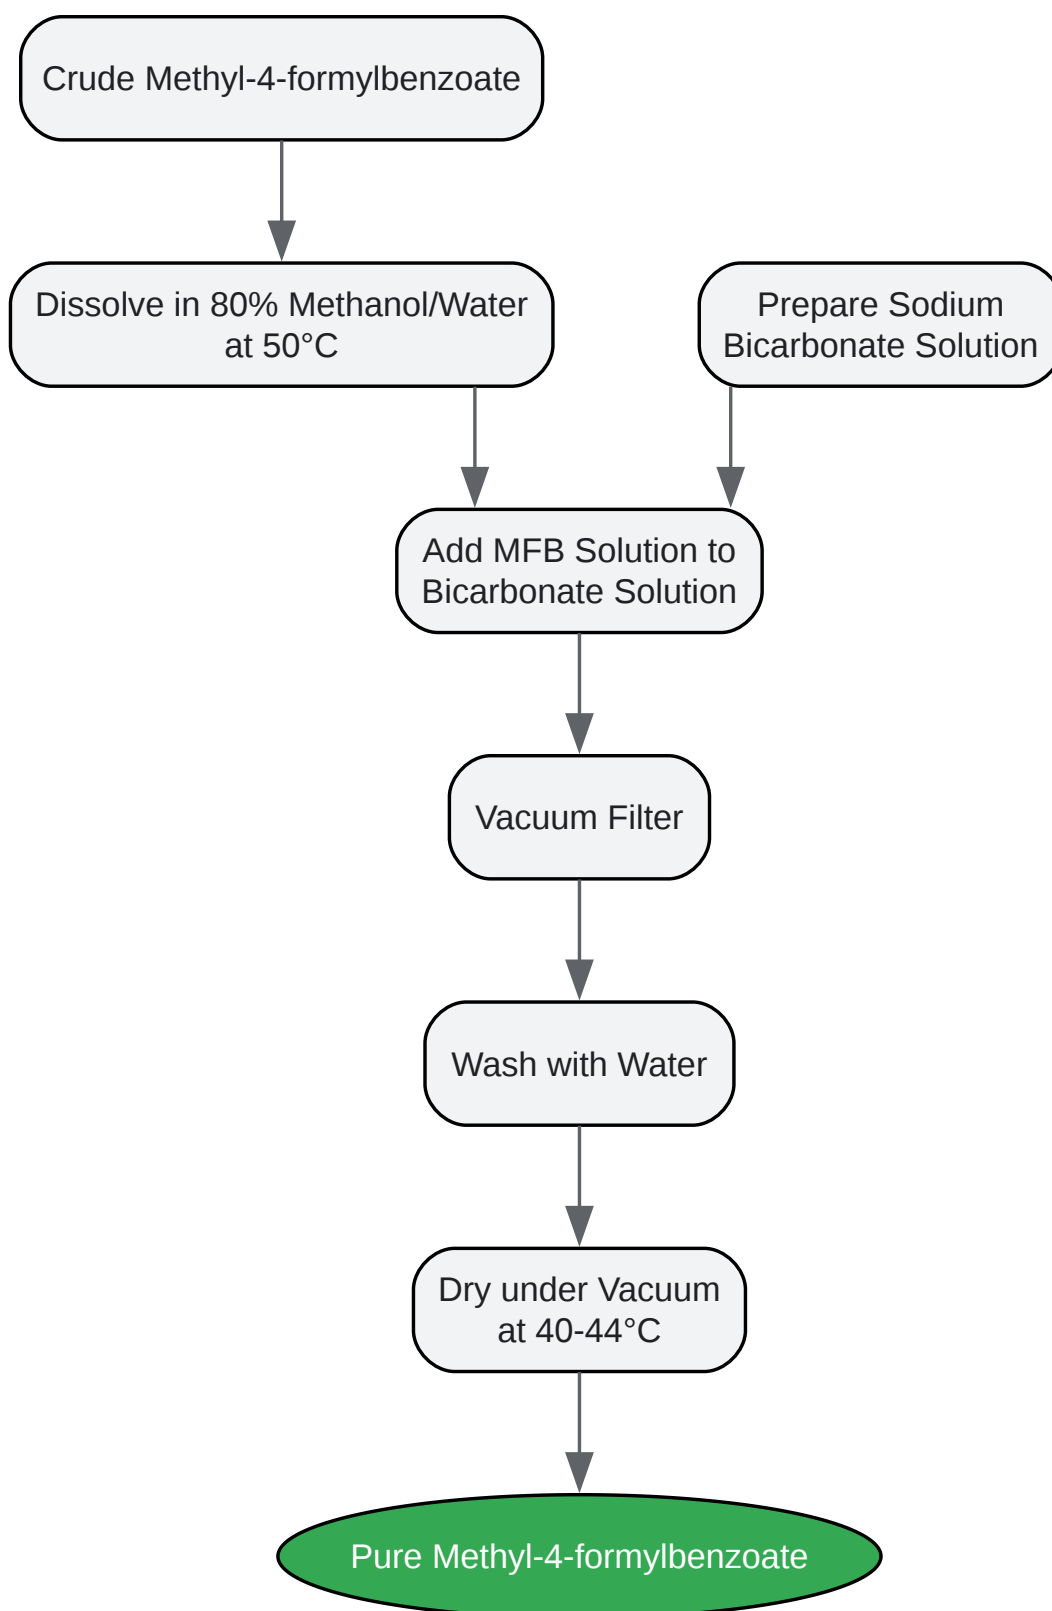 Crude Methyl-4-formylbenzoate
Dissolve in 80% Methanol/Water
at 50°C
Prepare Sodium
Bicarbonate Solution
Add MFB Solution to
Bicarbonate Solution
Vacuum Filter
Wash with Water
Dry under Vacuum
at 40-44°C
Pure Methyl-4-formylbenzoate